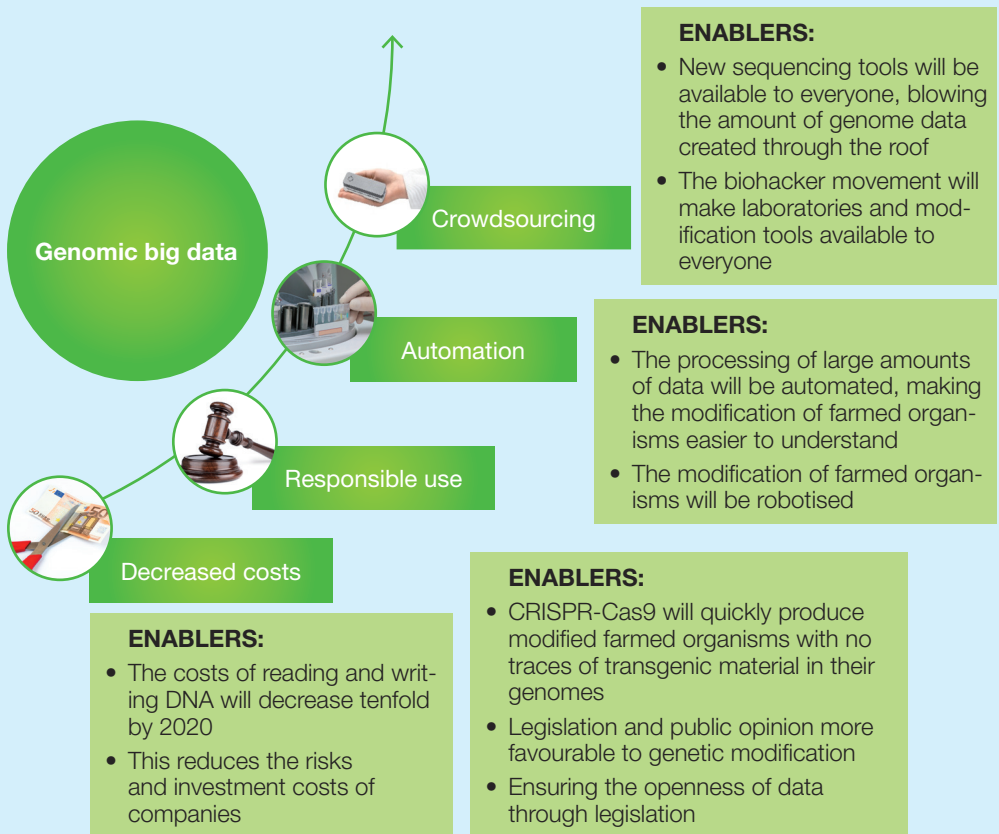 Genomic big data
Crowdsourcing
ENABLERS:
• New sequencing tools will be
available to everyone, blowing
the amount of genome data
created through the roof
• The biohacker movement will
make laboratories and mod-
ification tools available to
everyone
Automation
ENABLERS:
• The processing of large amounts
of data will be automated, making
the modification of farmed organ-
isms easier to understand
• The modification of farmed organ-
isms will be robotised
Responsible use
ENABLERS:
• CRISPR-Cas9 will quickly produce
modified farmed organisms with no
traces of transgenic material in their
genomes
• Legislation and public opinion more
favourable to genetic modification
• Ensuring the openness of data
through legislation
Decreased costs
ENABLERS:
• The costs of reading and writ-
ing DNA will decrease tenfold
by 2020
• This reduces the risks
and investment costs of
companies